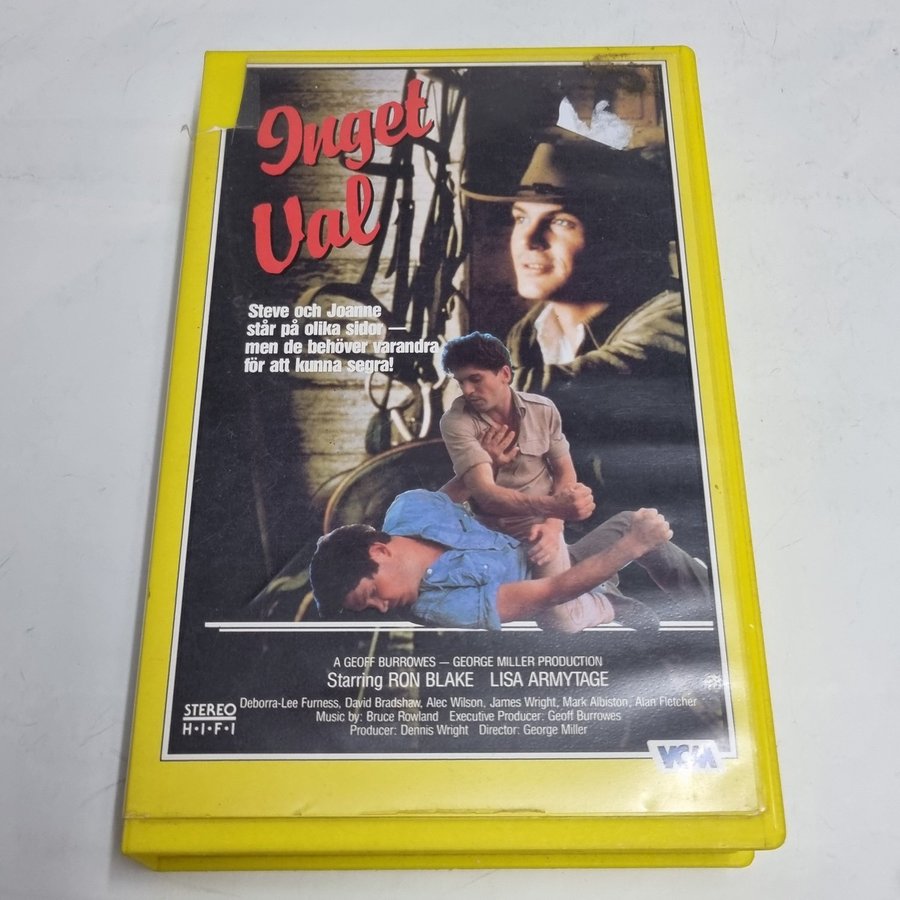 Inget
Val
Steve och Joanne
står på olika sidor —
men de behöver varandra
för att kunna segra!
A GEOFF BURROWES — GEORGE MILLER PRODUCTION
Starring RON BLAKE LISA ARMYTAGE
Deborra-Lee Furness, David Bradshaw, Alec Wilson, James Wright, Mark Albiston, Alan Fletcher
Music by: Bruce Rowland Executive Producer: Geoff Burrowes
Producer: Dennis Wright Director: George Miller
STEREO
H·I·F·I
VCM